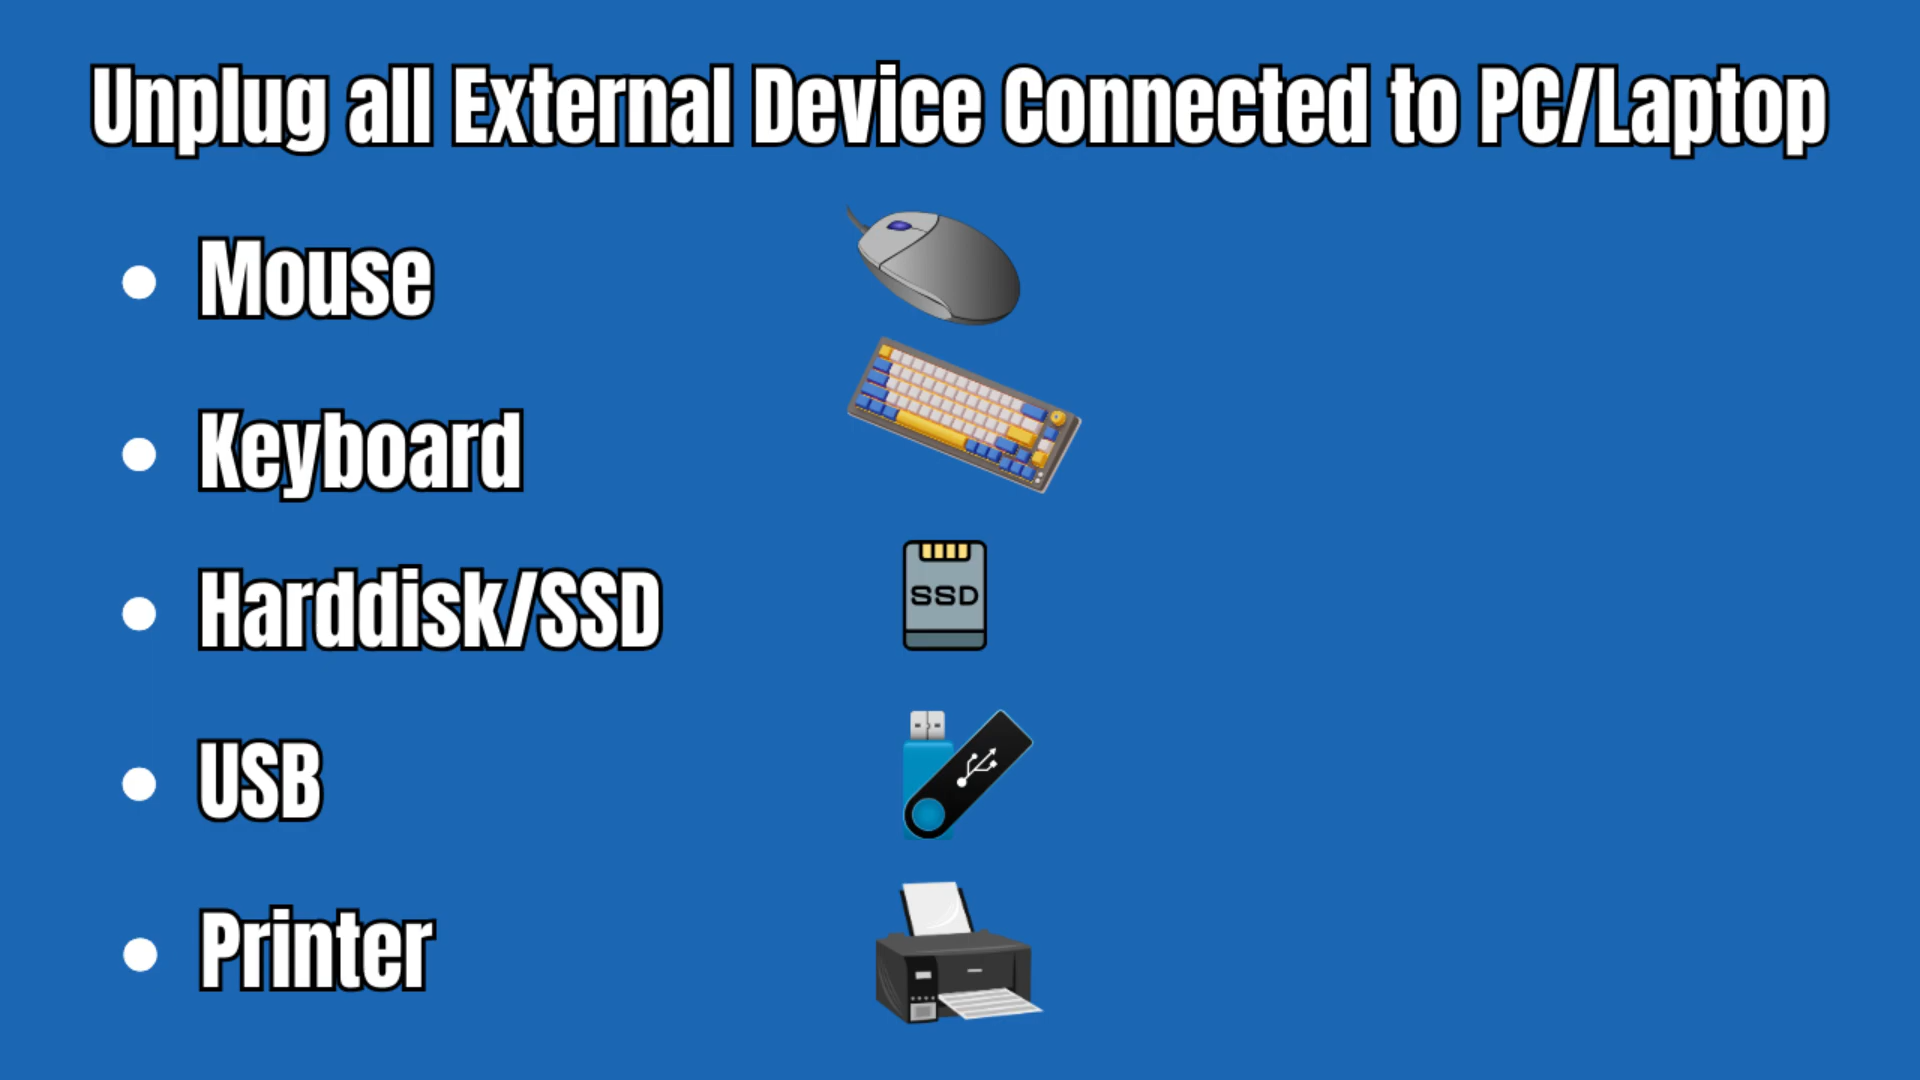 Unplug all External Device Connected to PC/Laptop
Mouse
Keyboard
Harddisk/SSD
SSD
USB
Printer